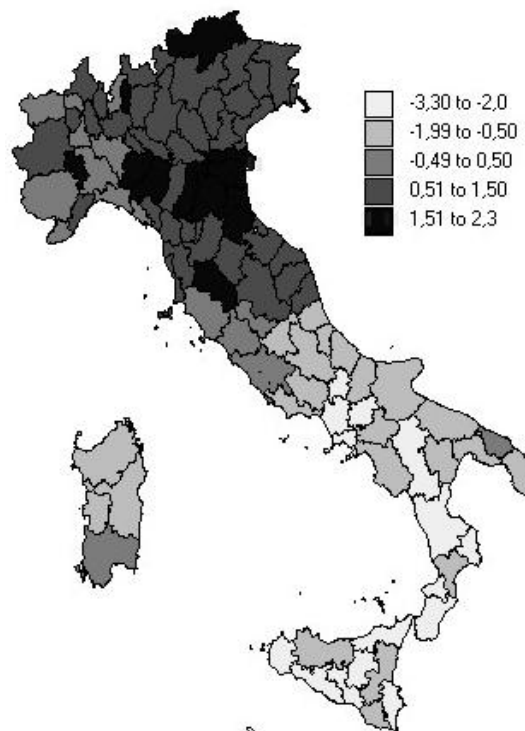 -3,30 to -2,0
-1,99 to -0,50
-0,49 to 0,50
0,51 to 1,50
1,51 to 2,3